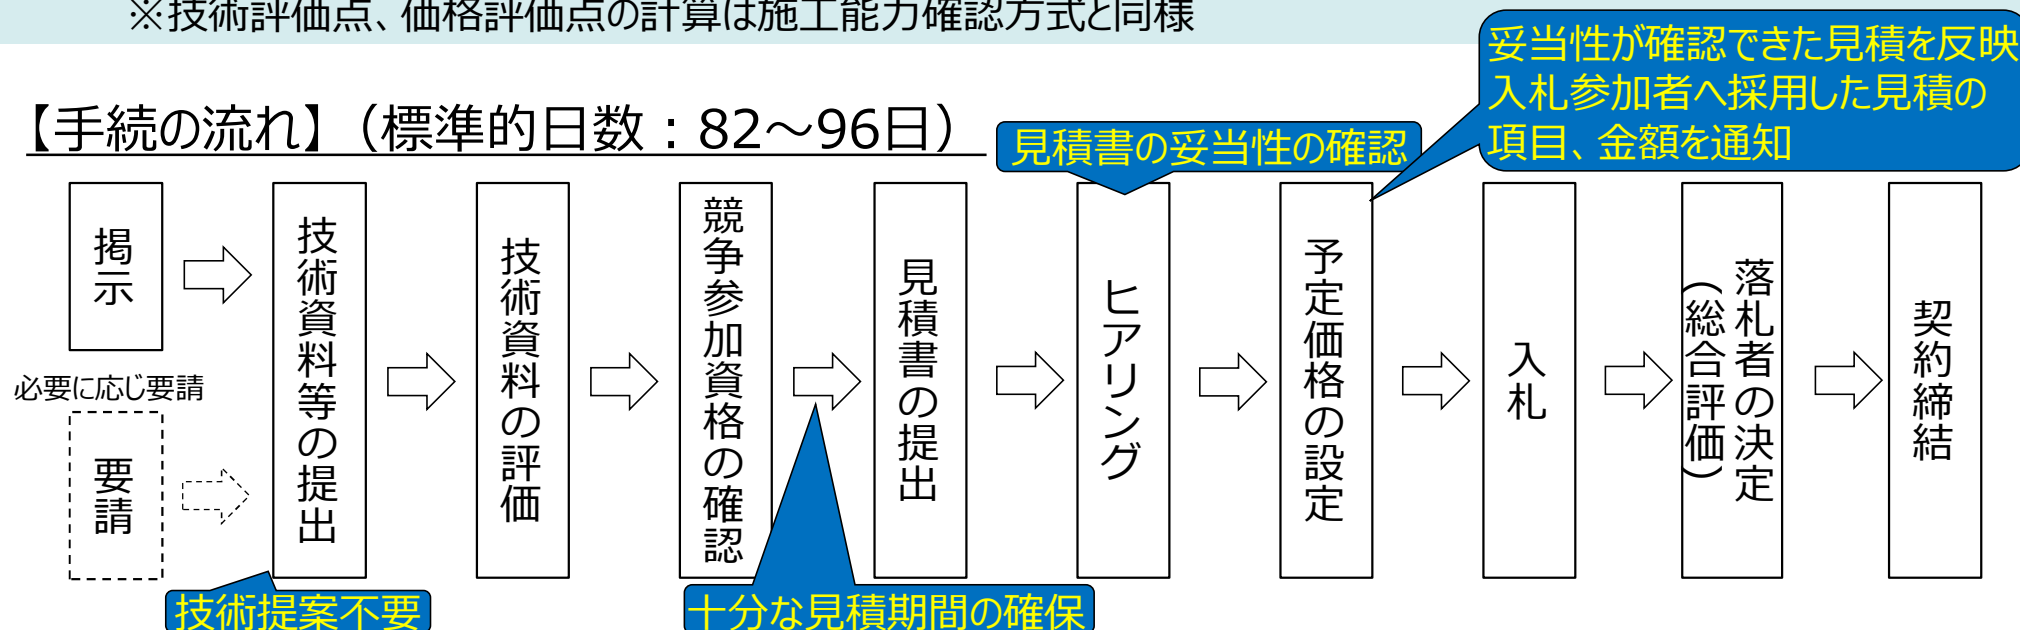 ※技術評価点、価格評価点の計算は施工能力確認方式と同様
妥当性が確認できた見積を反映
入札参加者へ採用した見積の
項目、金額を通知
【手続の流れ】（標準的日数：82～96日）
見積書の妥当性の確認
掲示
必要に応じ要請
要請
技術資料等の提出
技術資料の評価
競争参加資格の確認
見積書の提出
ヒアリング
予定価格の設定
入札
落札者の決定
（総合評価）
契約締結
技術提案不要
十分な見積期間の確保